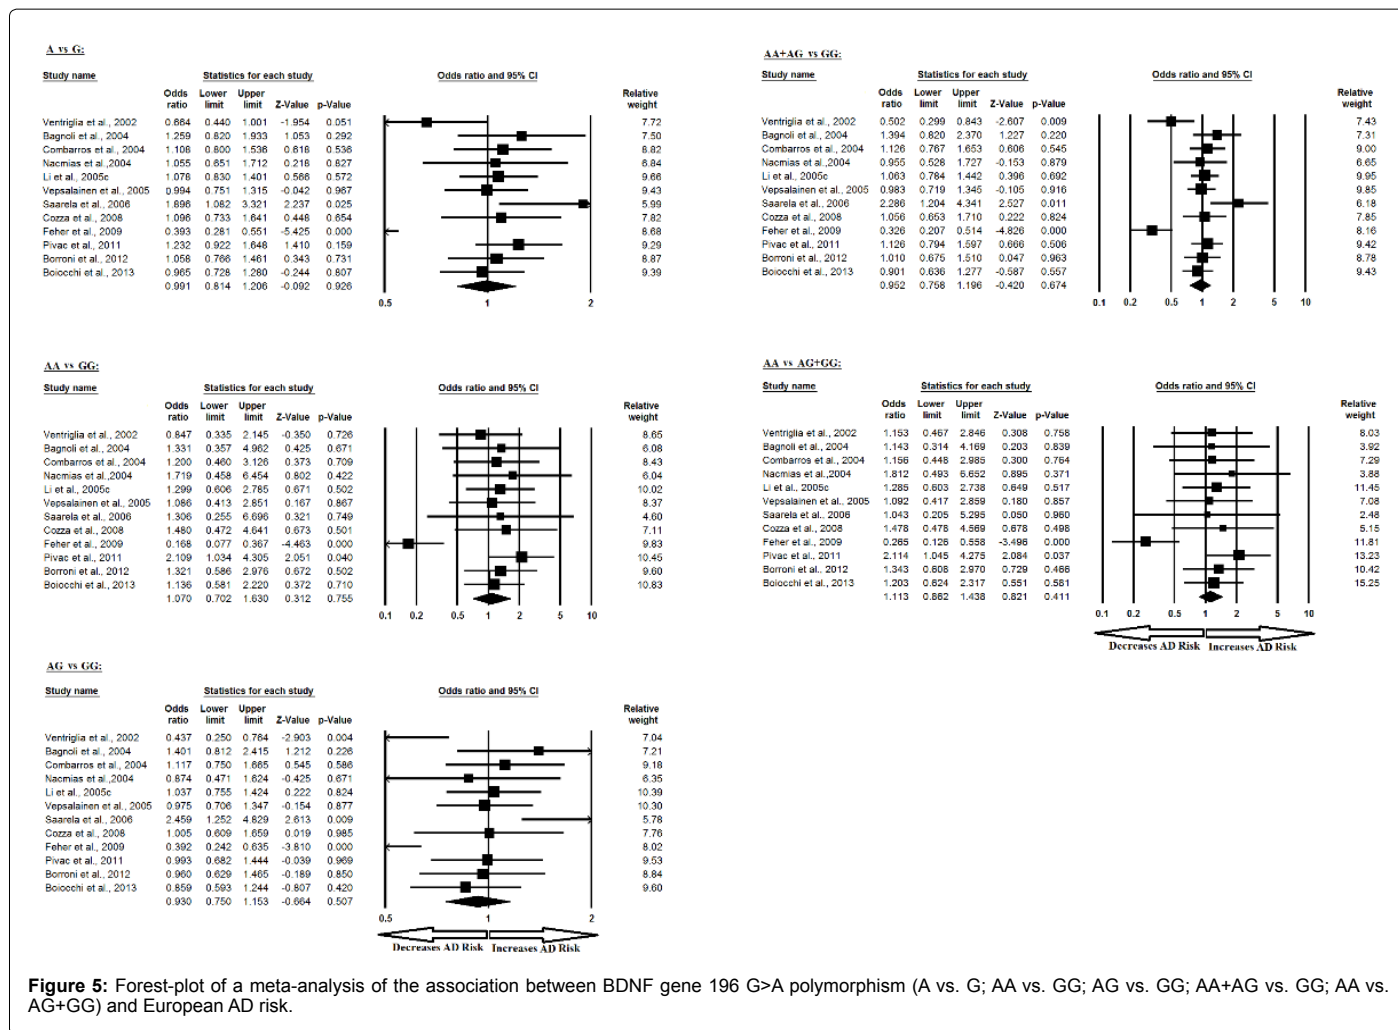 A vs G:
Study name Statistics for each study Odds ratio and 95% CI
Odds ratio Lower limit Upper limit Z-Value p-Value Relative weight
Ventriglia et al., 2002 0.664 0.440 1.001 -1.954 0.051 7.72
Bagnoli et al., 2004 1.259 0.820 1.933 1.053 0.292 7.50
Combarros et al., 2004 1.108 0.800 1.536 0.618 0.536 8.82
Nacmias et al.,2004 1.055 0.651 1.712 0.218 0.827 6.84
Li et al., 2005c 1.078 0.830 1.401 0.566 0.572 9.66
Vepsalainen et al., 2005 0.994 0.751 1.315 -0.042 0.967 9.43
Saarela et al., 2006 1.896 1.082 3.321 2.237 0.025 5.99
Cozza et al., 2008 1.096 0.733 1.641 0.448 0.654 7.82
Feher et al., 2009 0.393 0.281 0.551 -5.425 0.000 8.68
Pivac et al., 2011 1.232 0.922 1.648 1.410 0.159 9.29
Borroni et al., 2012 1.058 0.766 1.461 0.343 0.731 8.87
Boiocchi et al., 2013 0.965 0.728 1.280 -0.244 0.807 9.39
0.991 0.814 1.206 -0.092 0.926
0.5 1 2
AA+AG vs GG:
Study name Statistics for each study Odds ratio and 95% CI
Odds ratio Lower limit Upper limit Z-Value p-Value Relative weight
Ventriglia et al., 2002 0.502 0.299 0.843 -2.607 0.009 7.43
Bagnoli et al., 2004 1.394 0.820 2.370 1.227 0.220 7.31
Combarros et al., 2004 1.126 0.767 1.653 0.606 0.545 9.00
Nacmias et al.,2004 0.955 0.528 1.727 -0.153 0.879 6.65
Li et al., 2005c 1.063 0.784 1.442 0.396 0.692 9.95
Vepsalainen et al., 2005 0.983 0.719 1.345 -0.105 0.916 9.85
Saarela et al., 2006 2.286 1.204 4.341 2.527 0.011 6.18
Cozza et al., 2008 1.056 0.653 1.710 0.222 0.824 7.85
Feher et al., 2009 0.326 0.207 0.514 -4.826 0.000 8.16
Pivac et al., 2011 1.126 0.794 1.597 0.666 0.506 9.42
Borroni et al., 2012 1.010 0.675 1.510 0.047 0.963 8.78
Boiocchi et al., 2013 0.901 0.636 1.277 -0.587 0.557 9.43
0.952 0.758 1.196 -0.420 0.674
0.1 0.2 0.5 1 2 5 10
AA vs GG:
Study name Statistics for each study Odds ratio and 95% CI
Odds ratio Lower limit Upper limit Z-Value p-Value Relative weight
Ventriglia et al., 2002 0.847 0.335 2.145 -0.350 0.726 8.65
Bagnoli et al., 2004 1.331 0.357 4.962 0.425 0.671 6.08
Combarros et al., 2004 1.200 0.460 3.126 0.373 0.709 8.43
Nacmias et al.,2004 1.719 0.458 6.454 0.802 0.422 6.04
Li et al., 2005c 1.299 0.606 2.785 0.671 0.502 10.02
Vepsalainen et al., 2005 1.086 0.413 2.851 0.167 0.867 8.37
Saarela et al., 2006 1.306 0.255 6.696 0.321 0.749 4.60
Cozza et al., 2008 1.480 0.472 4.641 0.673 0.501 7.11
Feher et al., 2009 0.168 0.077 0.367 -4.463 0.000 9.83
Pivac et al., 2011 2.109 1.034 4.305 2.051 0.040 10.45
Borroni et al., 2012 1.321 0.586 2.976 0.672 0.502 9.60
Boiocchi et al., 2013 1.136 0.581 2.220 0.372 0.710 10.83
1.070 0.702 1.630 0.312 0.755
0.1 0.2 0.5 1 2 5 10
AA vs AG+GG:
Study name Statistics for each study Odds ratio and 95% CI
Odds ratio Lower limit Upper limit Z-Value p-Value Relative weight
Ventriglia et al., 2002 1.153 0.467 2.846 0.308 0.758 8.03
Bagnoli et al., 2004 1.143 0.314 4.169 0.203 0.839 3.92
Combarros et al., 2004 1.156 0.448 2.985 0.300 0.764 7.29
Nacmias et al.,2004 1.812 0.493 6.652 0.895 0.371 3.88
Li et al., 2005c 1.285 0.603 2.738 0.649 0.517 11.45
Vepsalainen et al., 2005 1.092 0.417 2.859 0.180 0.857 7.08
Saarela et al., 2006 1.043 0.205 5.295 0.050 0.960 2.48
Cozza et al., 2008 1.478 0.478 4.569 0.678 0.498 5.15
Feher et al., 2009 0.265 0.126 0.558 -3.496 0.000 11.81
Pivac et al., 2011 2.114 1.045 4.275 2.084 0.037 13.23
Borroni et al., 2012 1.343 0.608 2.970 0.729 0.466 10.42
Boiocchi et al., 2013 1.203 0.624 2.317 0.551 0.581 15.25
1.113 0.862 1.438 0.821 0.411
0.1 0.2 0.5 1 2 5 10
Decreases AD Risk Increases AD Risk
AG vs GG:
Study name Statistics for each study Odds ratio and 95% CI
Odds ratio Lower limit Upper limit Z-Value p-Value Relative weight
Ventriglia et al., 2002 0.437 0.250 0.764 -2.903 0.004 7.04
Bagnoli et al., 2004 1.401 0.812 2.415 1.212 0.226 7.21
Combarros et al., 2004 1.117 0.750 1.665 0.545 0.586 9.18
Nacmias et al.,2004 0.874 0.471 1.624 -0.425 0.671 6.35
Li et al., 2005c 1.037 0.755 1.424 0.222 0.824 10.39
Vepsalainen et al., 2005 0.975 0.706 1.347 -0.154 0.877 10.30
Saarela et al., 2006 2.459 1.252 4.829 2.613 0.009 5.78
Cozza et al., 2008 1.005 0.609 1.659 0.019 0.985 7.76
Feher et al., 2009 0.392 0.242 0.635 -3.810 0.000 8.02
Pivac et al., 2011 0.993 0.682 1.444 -0.039 0.969 9.53
Borroni et al., 2012 0.960 0.629 1.465 -0.189 0.850 8.84
Boiocchi et al., 2013 0.859 0.593 1.244 -0.807 0.420 9.60
0.930 0.750 1.153 -0.664 0.507
0.5 1 2
Decreases AD Risk Increases AD Risk
Figure 5: Forest-plot of a meta-analysis of the association between BDNF gene 196 G>A polymorphism (A vs. G; AA vs. GG; AG vs. GG; AA+AG vs. GG; AA vs.
AG+GG) and European AD risk.